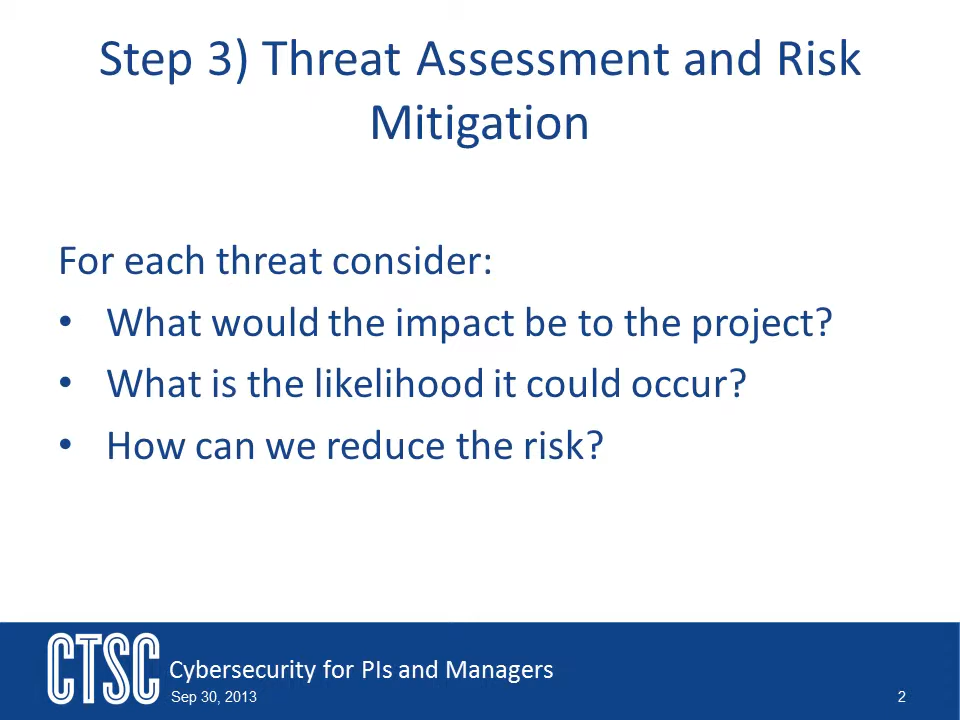 Step 3) Threat Assessment and Risk
Mitigation
For each threat consider:
• What would the impact be to the project?
• What is the likelihood it could occur?
• How can we reduce the risk?
CTSC
Cybersecurity for PIs and Managers
Sep 30, 2013
2